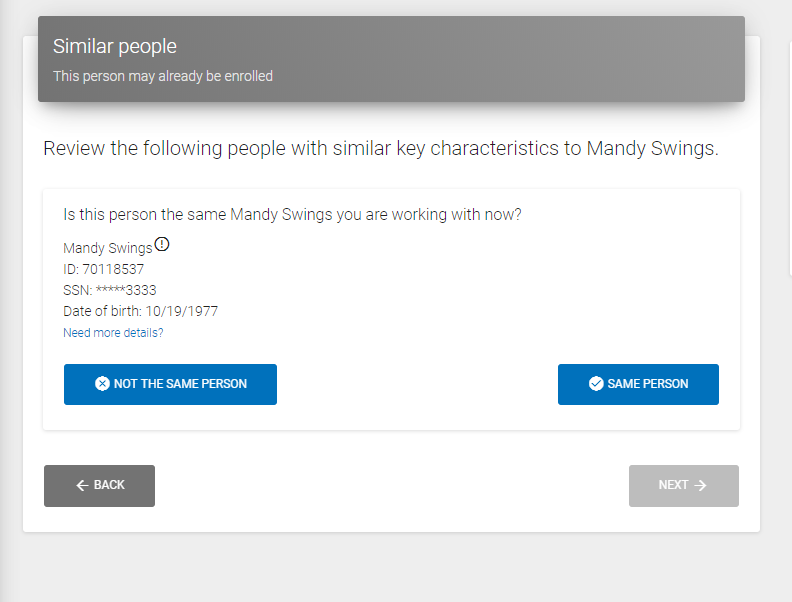 Similar people
This person may already be enrolled
Review the following people with similar key characteristics to Mandy Swings.
Is this person the same Mandy Swings you are working with now?
Mandy Swings
ID: 70118537
SSN: *****3333
Date of birth: 10/19/1977
Need more details?
NOT THE SAME PERSON
SAME PERSON
BACK
NEXT